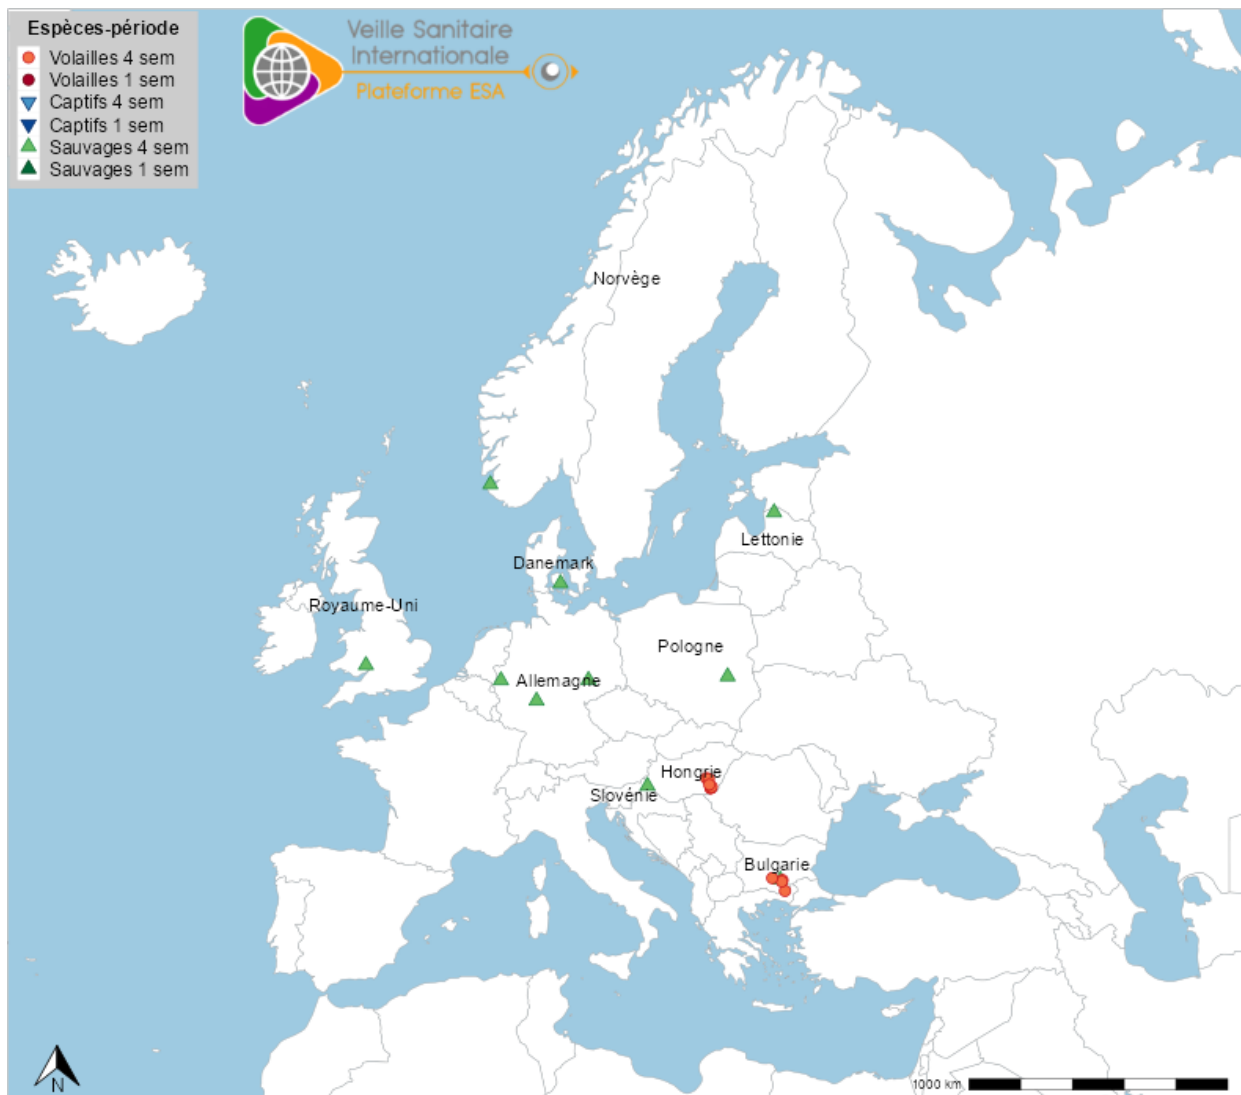 Espèces-période
Volailles 4 sem
Volailles 1 sem
Captifs 4 sem
Captifs 1 sem
Sauvages 4 sem
Sauvages 1 sem
Veille Sanitaire
Internationale
Plateforme ESA
Norvège
Lettonie
Danemark
Royaume-Uni
Pologne
Allemagne
Hongrie
Slovénie
Bulgarie
N
1000 km